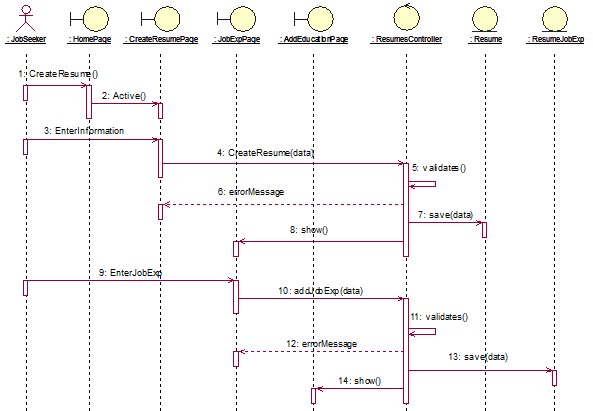 : JobSeeker
: HomePage
: CreateResumePage
: JobExpPage
: AddEducationPage
: ResumesController
: Resume
: ResumeJobExp
1: CreateResume()
2: Active()
3: EnterInformation
4: CreateResume(data)
5: validates()
6: errorMessage
7: save(data)
8: show()
9: EnterJobExp
10: addJobExp(data)
11: validates()
12: errorMessage
13: save(data)
14: show()